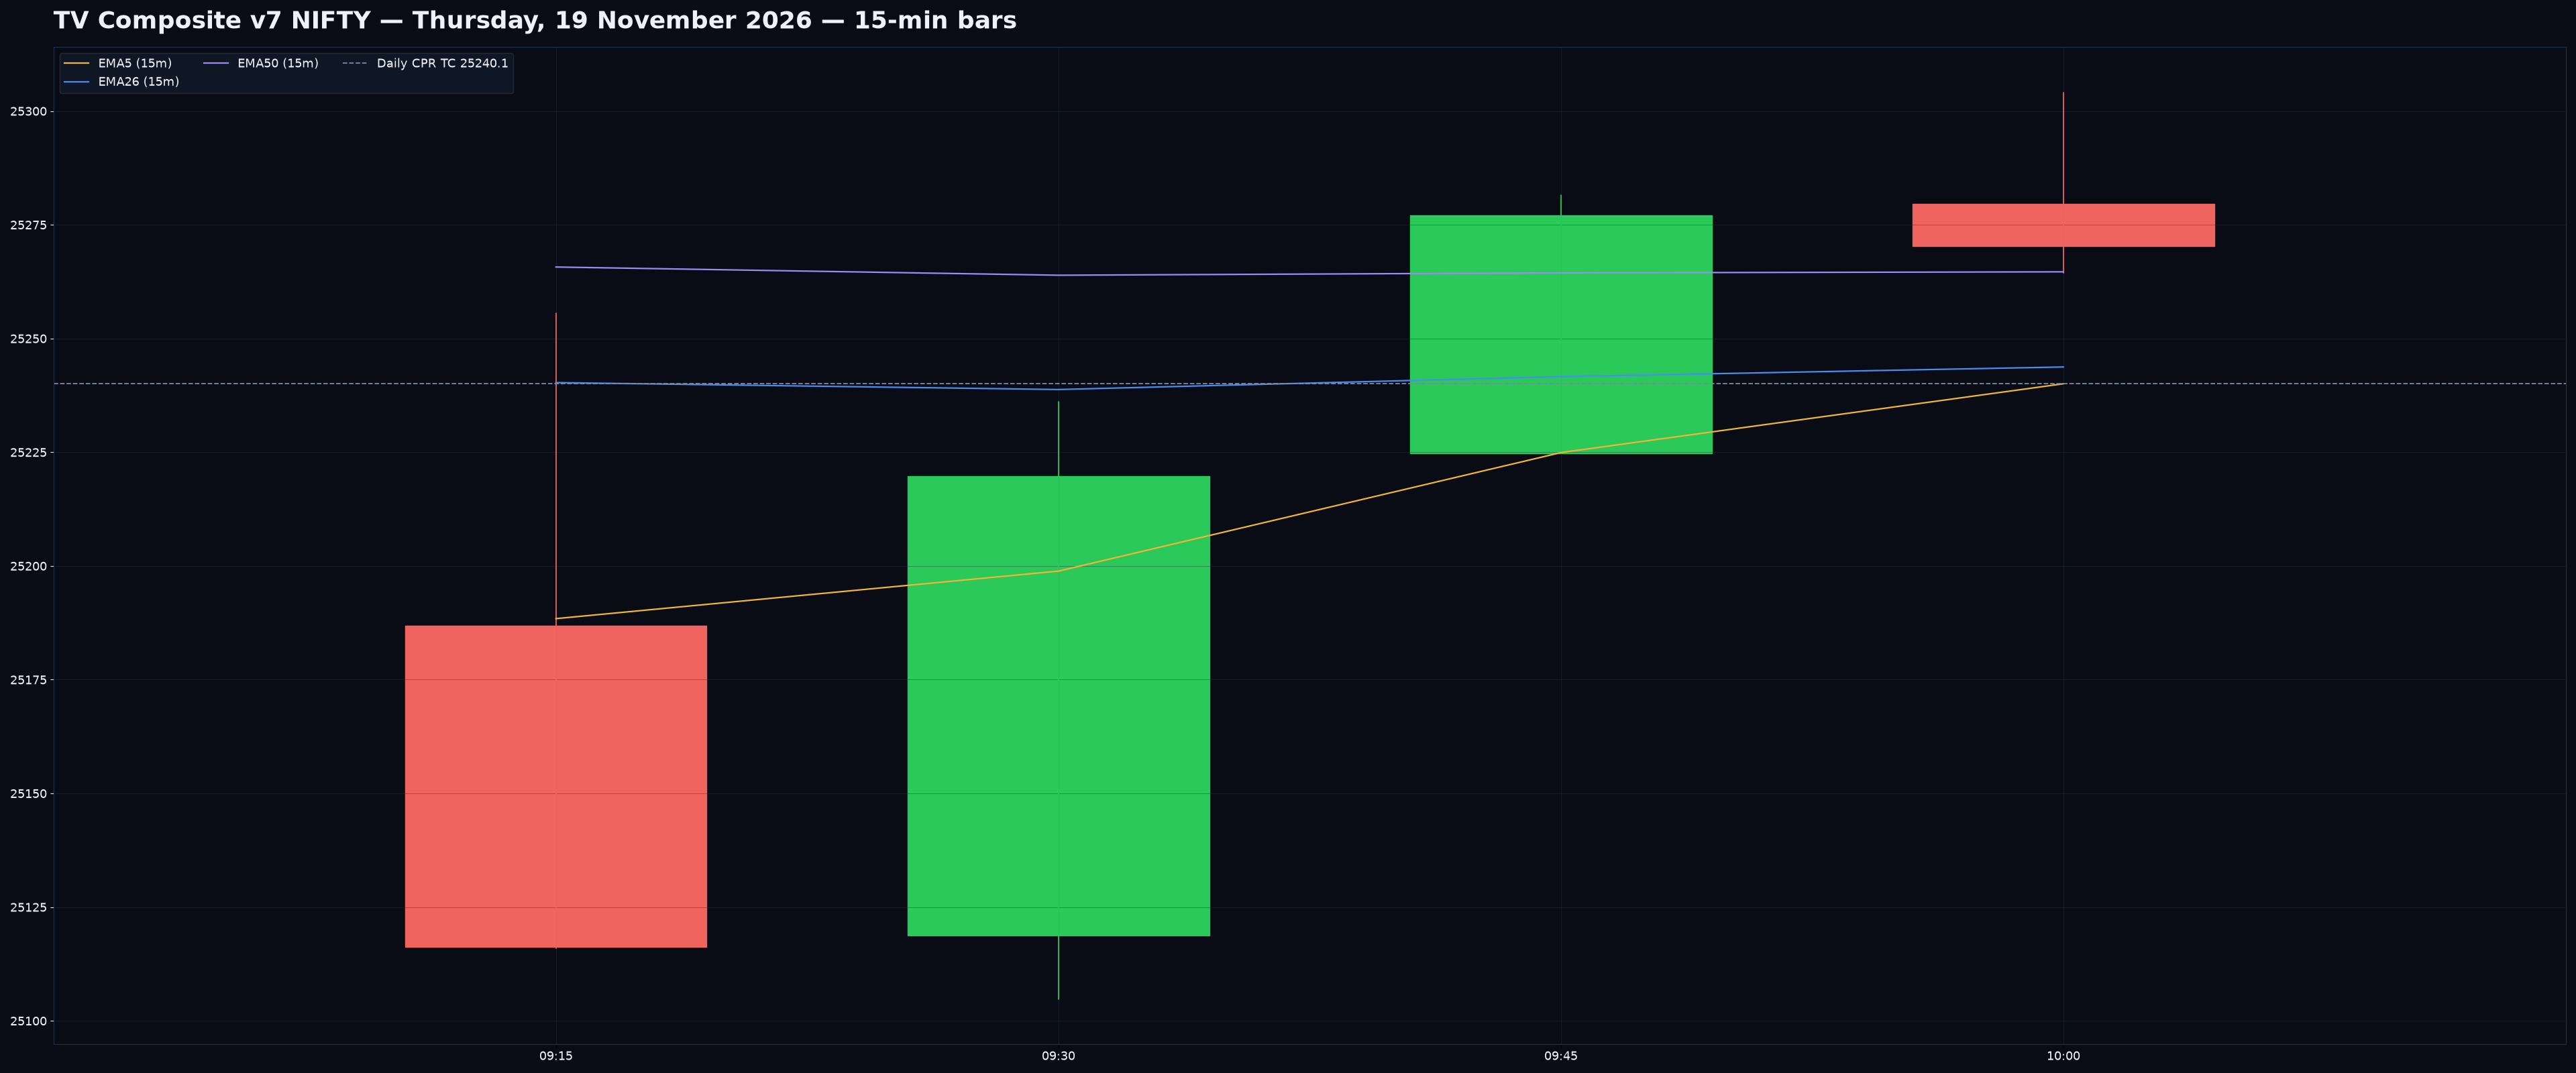 TV Composite v7 NIFTY — Thursday, 19 November 2026 — 15-min bars
EMA5 (15m)
EMA26 (15m)
EMA50 (15m)
Daily CPR TC 25240.1
25300
25275
25250
25225
25200
25175
25150
25125
25100
09:15
09:30
09:45
10:00